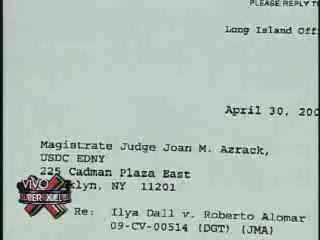 PLEASE REPLY TO
Long Island Off
April 30, 200
Magistrate Judge Joan M. Azrack,
USDC EDNY
225 Cadman Plaza East
klyn, NY 11201
Re: Ilya Dall v. Roberto Alomar
09-CV-00514 (DGT) (JMA)
VIVO